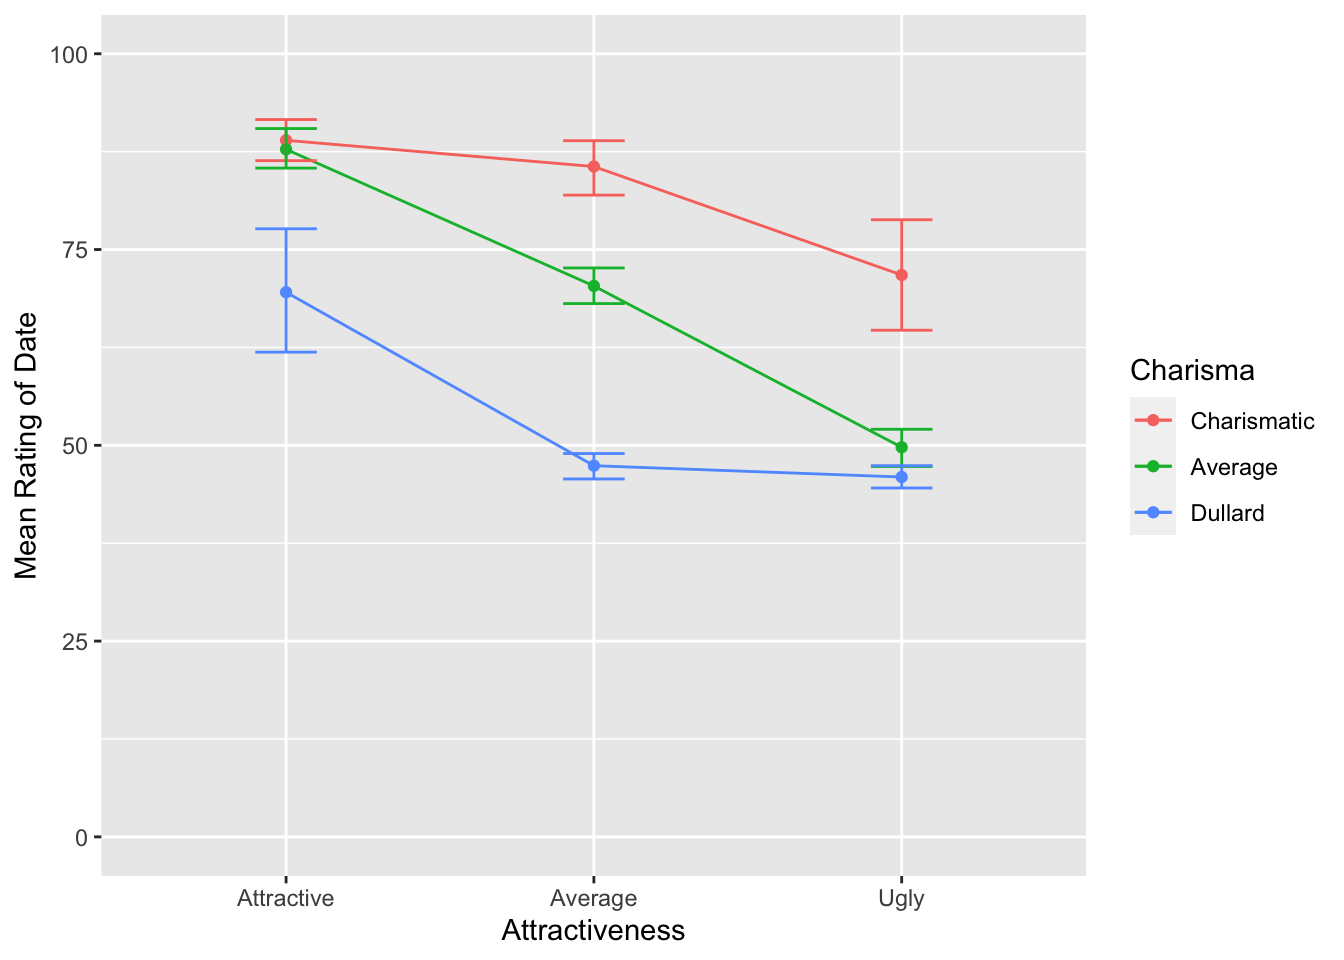 Mean Rating of Date
100
75
50
25
0
Attractive
Average
Ugly
Attractiveness
Charisma
Charismatic
Average
Dullard